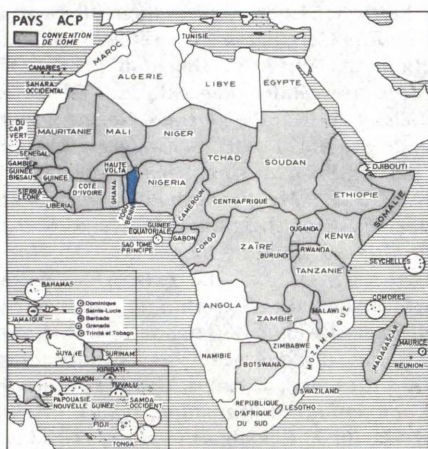 PAYS ACP
CONVENTION
DE LOME
TUNISIE
MAROC
CANARIES
ALGERIE
LIBYE
EGYPTE
SAHARA
OCCIDENTAL
I. DU
CAP
VERT
MAURITANIE
MALI
NIGER
TCHAD
SOUDAN
DJIBOUTI
SENEGAL
GAMBIE
GUINEE
BISSAU
GUINEE
HAUTE
VOLTA
SIERRA
LEONE
COTE
D'IVOIRE
LIBERIA
GHANA
TOGO
BENIN
NIGERIA
CAMEROUN
CENTRAFRIQUE
ETHIOPIE
SOMALIE
GUINEE
EQUATORIALE
SAO TOME
PRINCIPE
GABON
CONGO
ZAÏRE
OUGANDA
KENYA
RWANDA
BURUNDI
TANZANIE
SEYCHELLES
BAHAMAS
Dominique
Sainte-Lucie
Barbade
Grenade
Trinité et Tobago
JAMAÏQUE
SURINAM
ANGOLA
ZAMBIE
MALAWI
COMORES
MOZAMBIQUE
MADAGASCAR
MAURICE
REUNION
NAMIBIE
ZIMBABWE
BOTSWANA
SWAZILAND
LESOTHO
REPUBLIQUE
D'AFRIQUE
DU SUD
KIRIBATI
SALOMON
TUVALU
PAPOUASIE
NOUVELLE GUINEE
SAMOA
OCCIDENT
FIDJI
TONGA